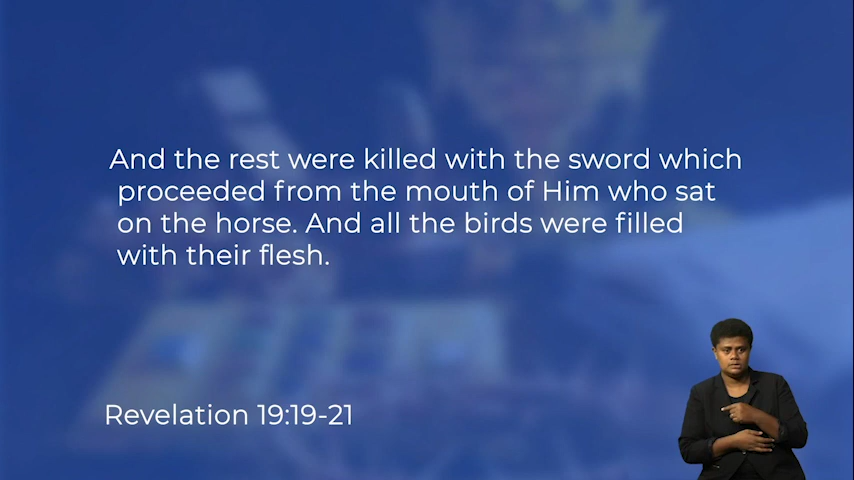 And the rest were killed with the sword which
proceeded from the mouth of Him who sat
on the horse. And all the birds were filled
with their flesh.
Revelation 19:19-21